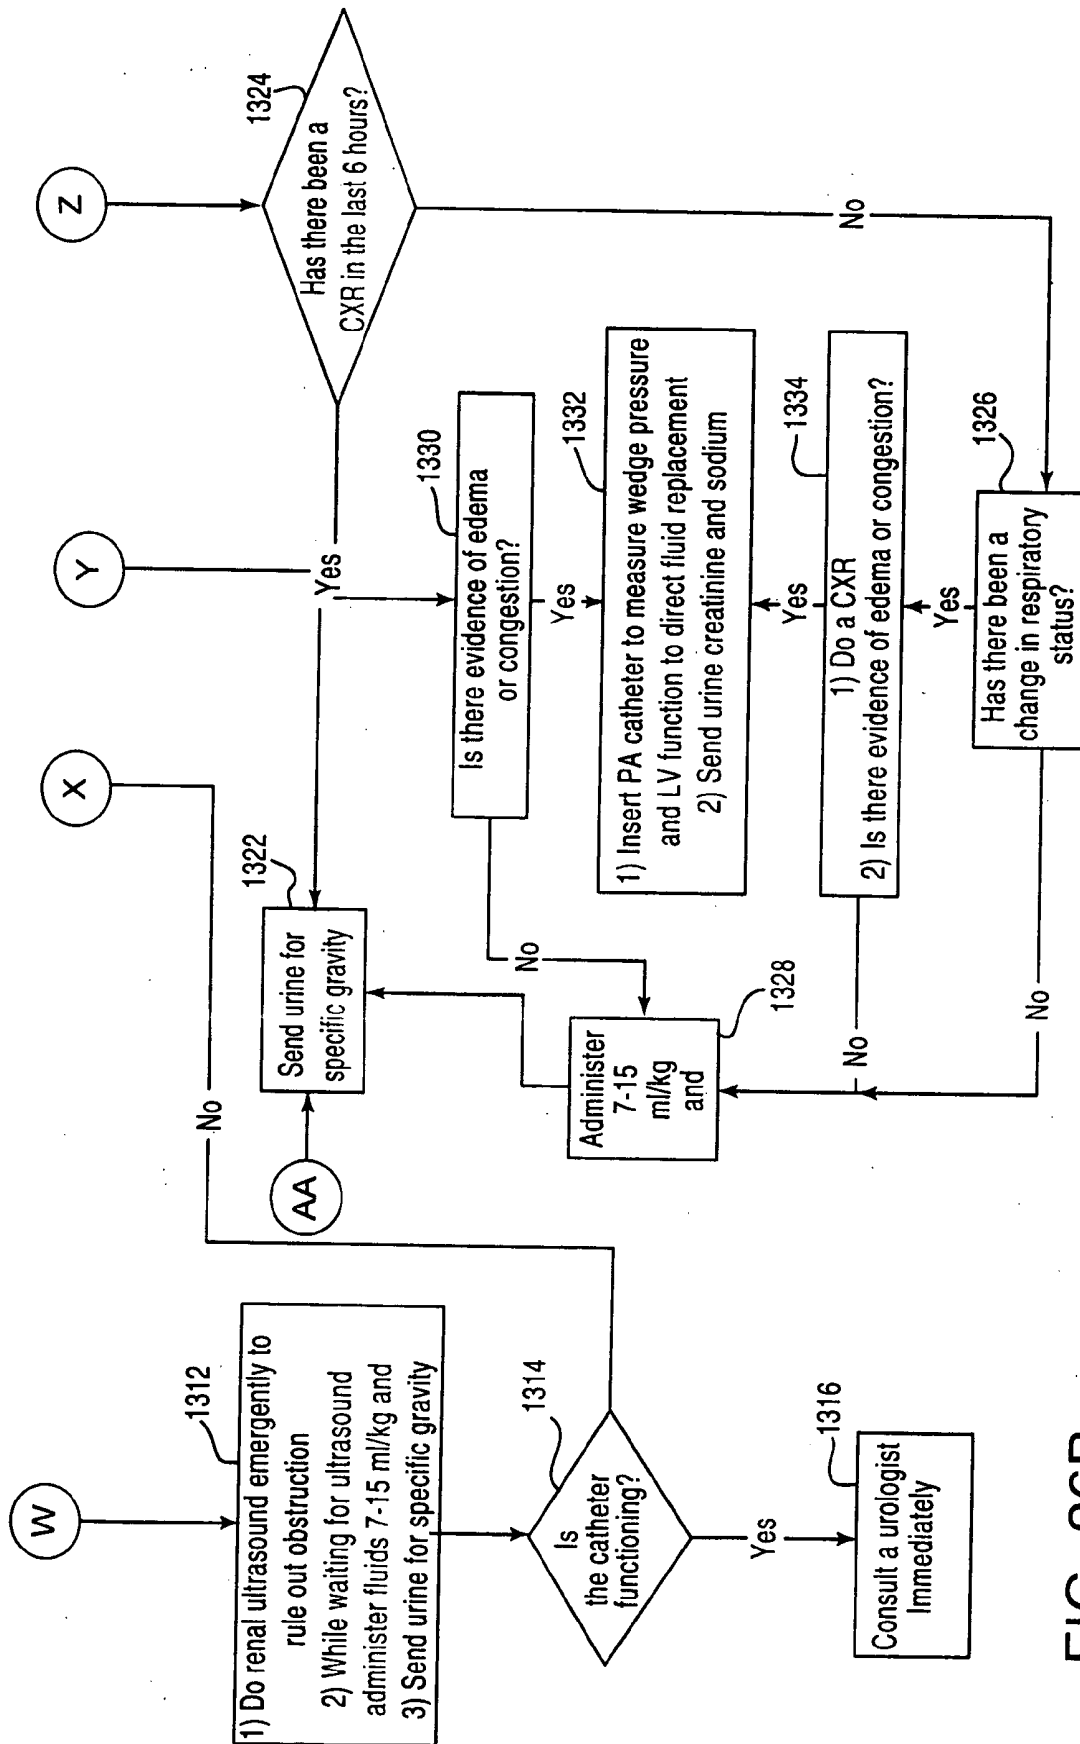 W
X
Y
Z
1312
1) Do renal ultrasound emergently to
rule out obstruction
2) While waiting for ultrasound
administer fluids 7-15 ml/kg and
3) Send urine for specific gravity
1314
Is
the catheter
functioning?
No
Yes
1316
Consult a urologist
Immediately
AA
1322
Send urine for
specific gravity
Yes
1324
Has there been a
CXR in the last 6 hours?
No
1330
Is there evidence of edema
or congestion?
No
Yes
1332
1) Insert PA catheter to measure wedge pressure
and LV function to direct fluid replacement
2) Send urine creatinine and sodium
1328
Administer
7-15
ml/kg
and
Yes
1334
1) Do a CXR
2) Is there evidence of edema or congestion?
No
Yes
1326
Has there been a
change in respiratory
status?
No